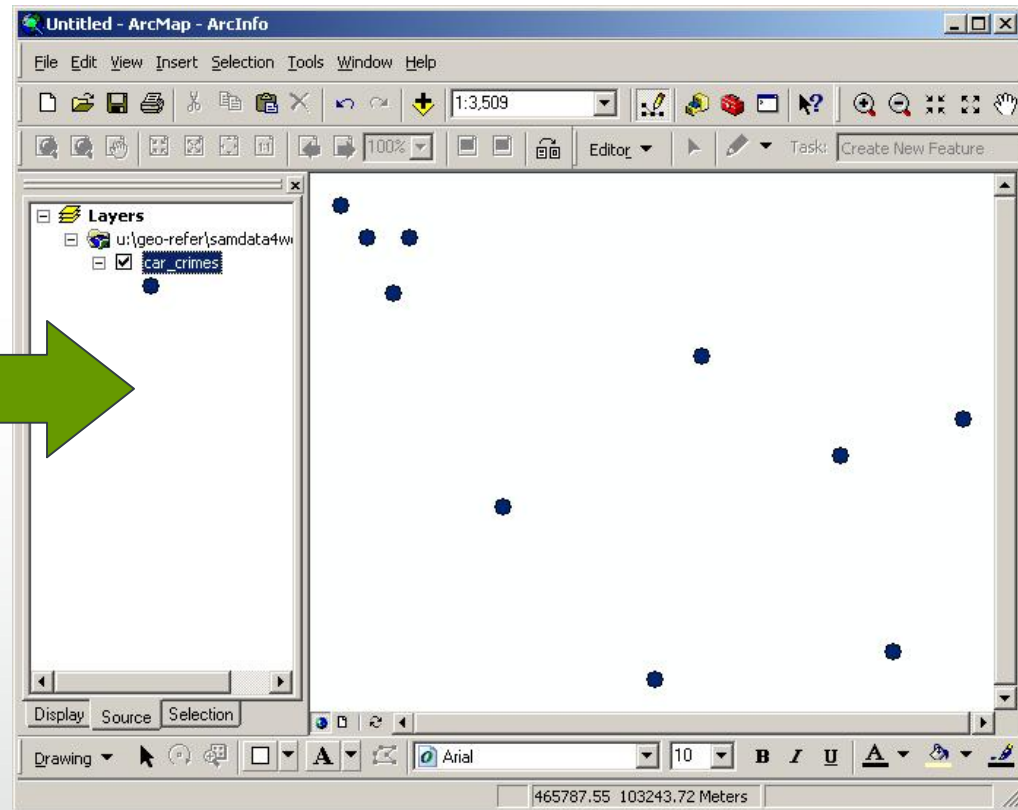 Untitled - ArcMap - ArcInfo
File Edit View Insert Selection Tools Window Help
1:3,509
100% Editor Task: Create New Feature
Layers
u:\geo-refer\samdata4w
car_crimes
Display Source Selection
Drawing A Arial 10 B I U A
465787.55 103243.72 Meters